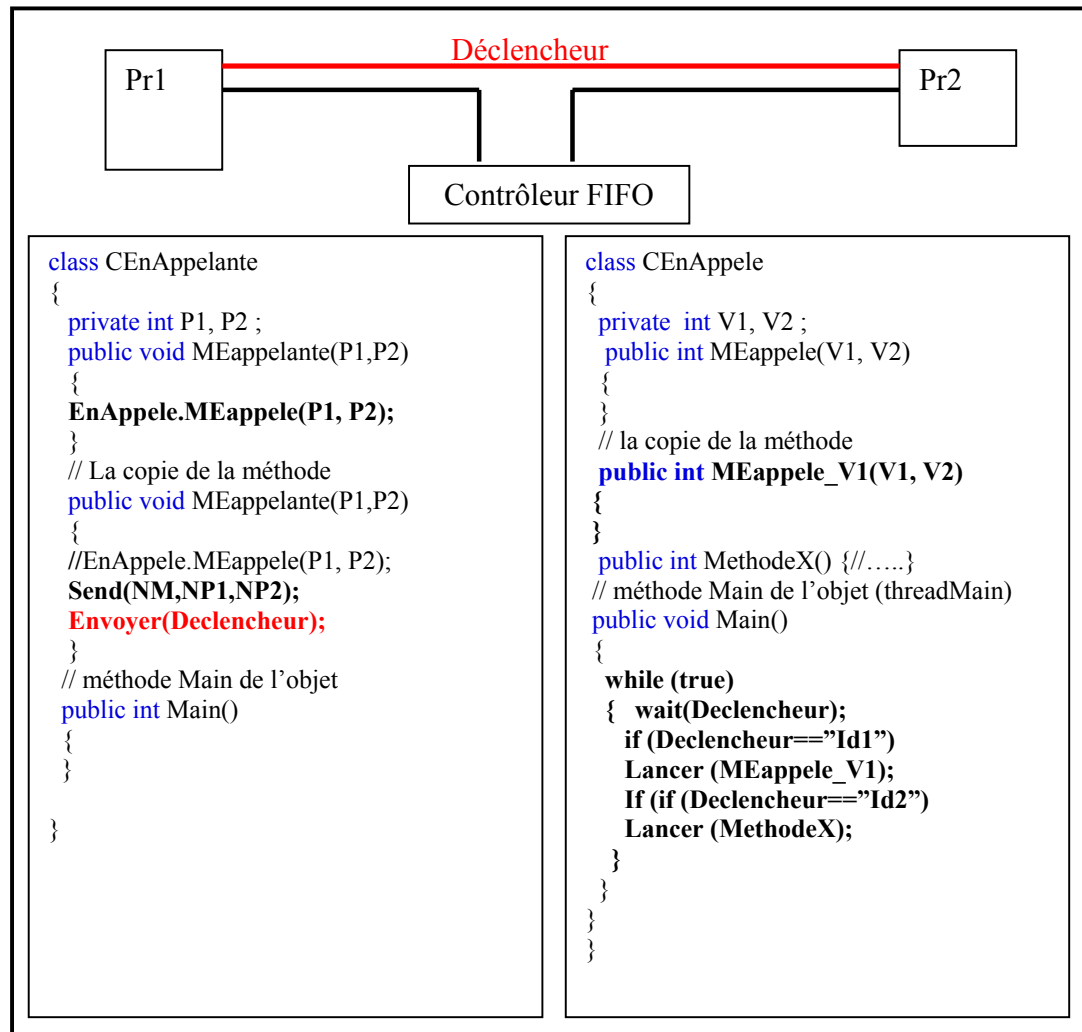 Déclencheur
Pr1
Pr2
Contrôleur FIFO
class CEnAppelante
{
private int P1, P2 ;
public void MEappelante(P1,P2)
{
EnAppele.MEappele(P1, P2);
}
// La copie de la méthode
public void MEappelante(P1,P2)
{
//EnAppele.MEappele(P1, P2);
Send(NM,NP1,NP2);
Envoyer(Declencheur);
}
// méthode Main de l’objet
public int Main()
{
}
}
class CEnAppele
{
private int V1, V2 ;
public int MEappele(V1, V2)
{
}
// la copie de la méthode
public int MEappele_V1(V1, V2)
{
}
public int MethodeX() {//…..}
// méthode Main de l’objet (threadMain)
public void Main()
{
while (true)
{ wait(Declencheur);
if (Declencheur==”Id1”)
Lancer (MEappele_V1);
If (if (Declencheur==”Id2”)
Lancer (MethodeX);
}
}
}
}